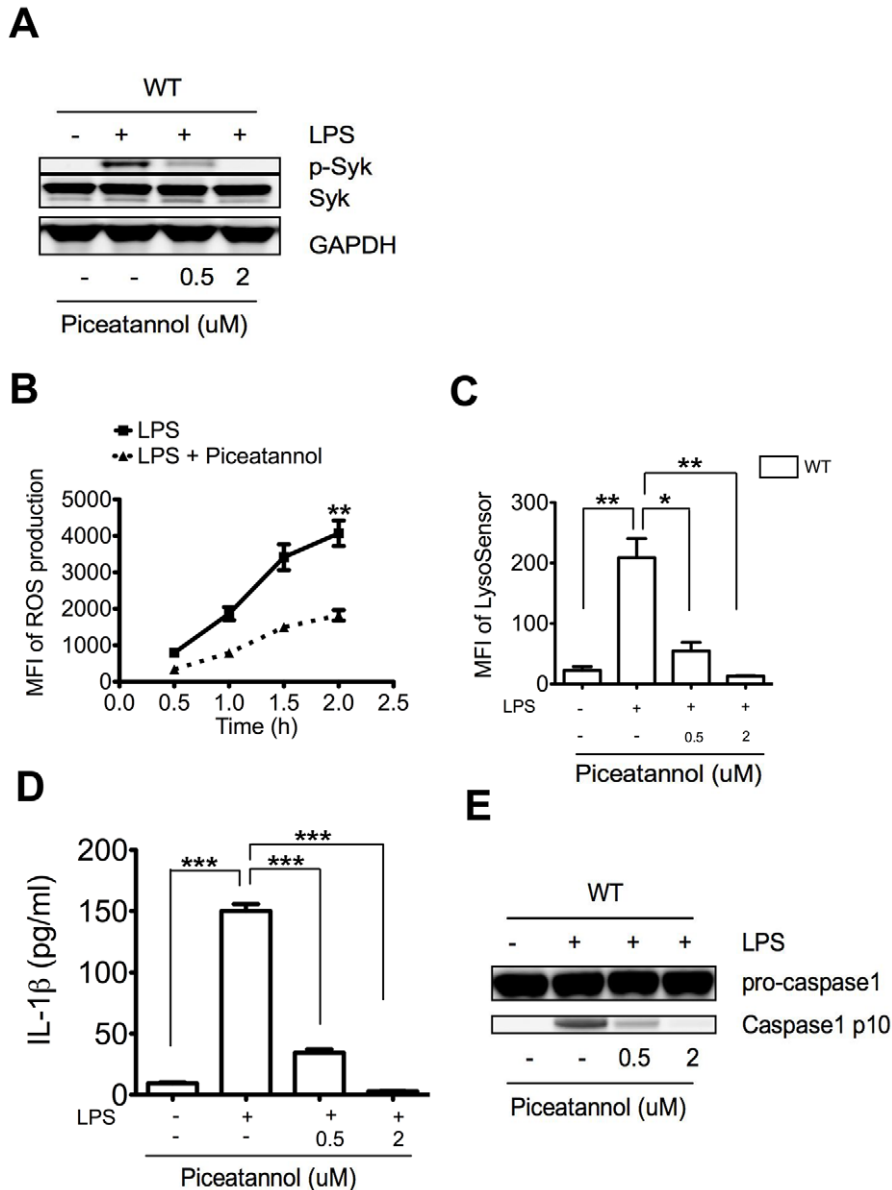 A
WT
- + + +
LPS
p-Syk
Syk
GAPDH
- - 0.5 2
Piceatannol (uM)
B
LPS
LPS + Piceatannol
MFI of ROS production
5000
4000
3000
2000
1000
0
**
0.0 0.5 1.0 1.5 2.0 2.5
Time (h)
C
WT
MFI of LysoSensor
300
200
100
0
** * **
LPS - + + +
- - 0.5 2
Piceatannol (uM)
D
IL-1β (pg/ml)
200
150
100
50
0
*** *** ***
LPS - + + +
- - 0.5 2
Piceatannol (uM)
E
WT
- + + + LPS
pro-caspase1
Caspase1 p10
- - 0.5 2
Piceatannol (uM)